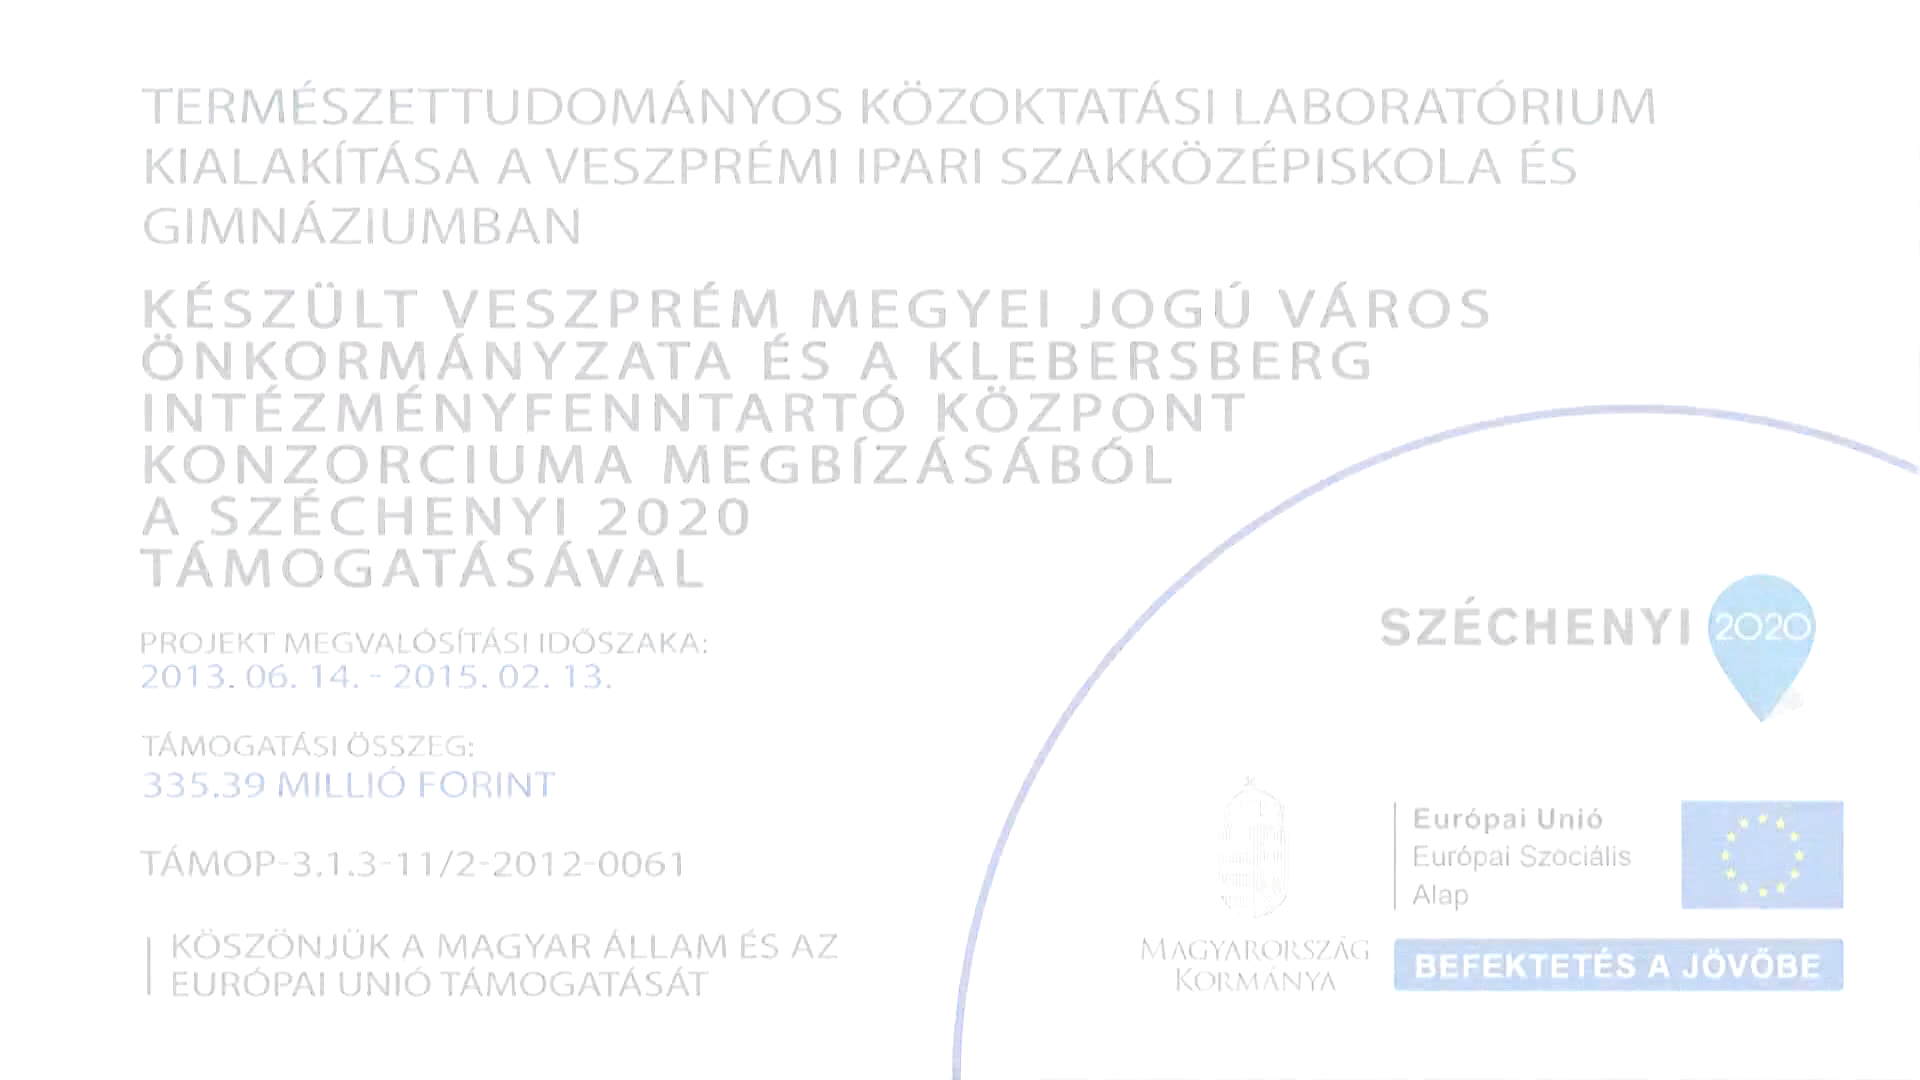 TERMÉSZETTUDOMÁNYOS KÖZOKTATÁSI LABORATÓRIUM
KIALAKÍTÁSA A VESZPRÉMI IPARI SZAKKÖZÉPISKOLA ÉS
GIMNÁZIUMBAN
KÉSZÜLT VESZPRÉM MEGYEI JOGÚ VÁROS
ÖNKORMÁNYZATA ÉS A KLEBERSBERG
INTÉZMÉNYFENNTARTÓ KÖZPONT
KONZORCIUMA MEGBÍZÁSÁBÓL
A SZÉCHENYI 2020
TÁMOGATÁSÁVAL
PROJEKT MEGVALÓSÍTÁSI IDŐSZAKA:
2013. 06. 14. - 2015. 02. 13.
TÁMOGATÁSI ÖSSZEG:
335.39 MILLIÓ FORINT
TÁMOP-3.1.3-11/2-2012-0061
KÖSZÖNJÜK A MAGYAR ÁLLAM ÉS AZ
EURÓPAI UNIÓ TÁMOGATÁSÁT
SZÉCHENYI 2020
MAGYARORSZÁG
KORMÁNYA
Európai Unió
Európai Szociális
Alap
BEFEKTETÉS A JÖVŐBE